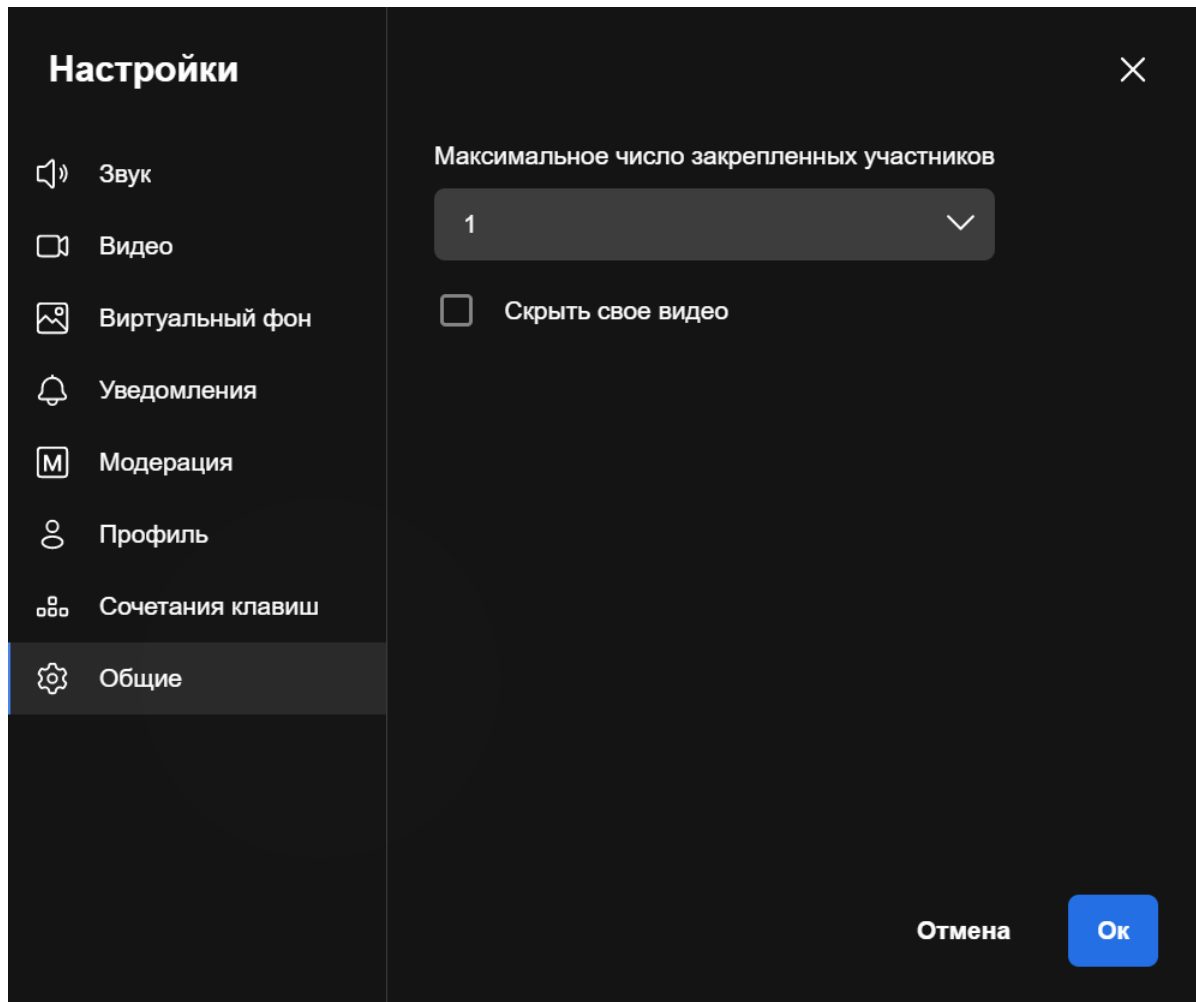 Настройки
Звук
Видео
Виртуальный фон
Уведомления
M Модерация
Профиль
Сочетания клавиш
Общие
Максимальное число закрепленных участников
1
Скрыть свое видео
Отмена
Ок